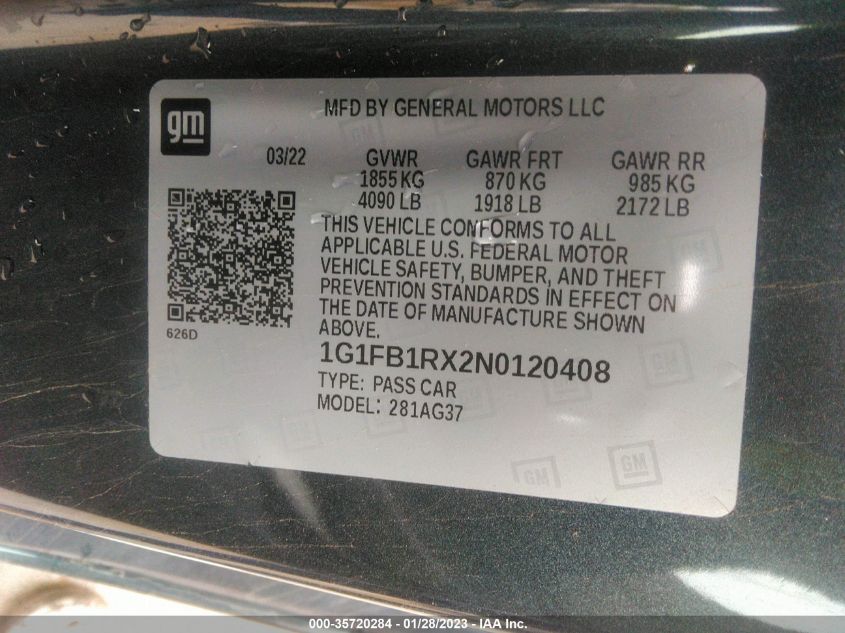 gm
MFD BY GENERAL MOTORS LLC
03/22 GVWR GAWR FRT GAWR RR
1855 KG 870 KG 985 KG
4090 LB 1918 LB 2172 LB
THIS VEHICLE CONFORMS TO ALL
APPLICABLE U.S. FEDERAL MOTOR
VEHICLE SAFETY, BUMPER, AND THEFT
PREVENTION STANDARDS IN EFFECT ON
THE DATE OF MANUFACTURE SHOWN
ABOVE.
626D
1G1FB1RX2N0120408
TYPE: PASS CAR
MODEL: 281AG37
GM GM
000-35720284 - 01/28/2023 - IAA Inc.